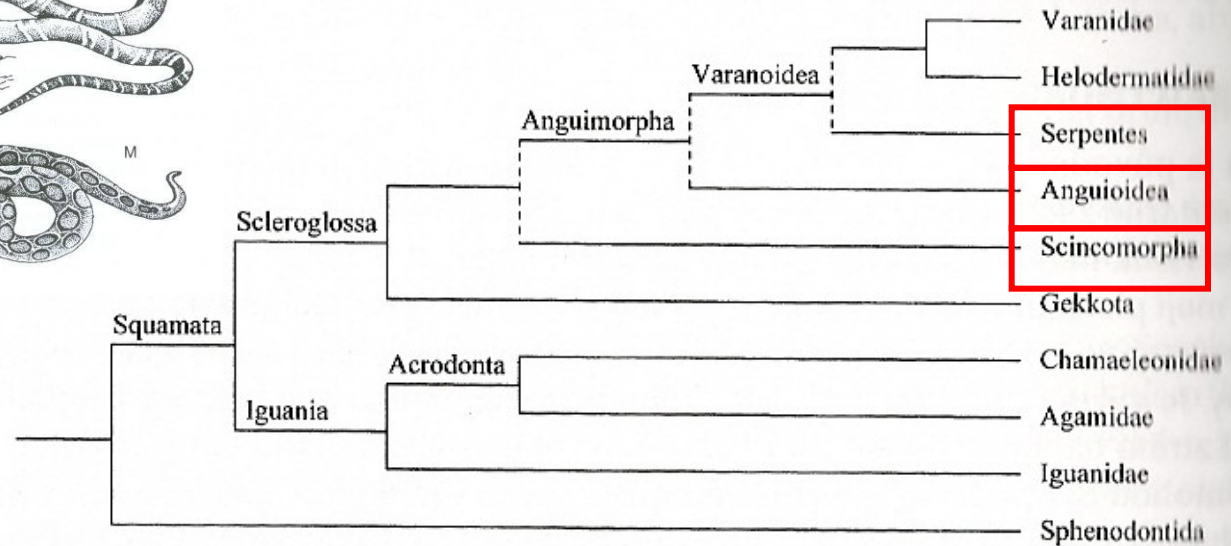 Varanidae
Varanoidea
Helodermatidae
Anguimorpha
Serpentes
M
Anguioidea
Scleroglossa
Scincomorpha
Gekkota
Squamata
Acrodonta
Chamaeleonidae
Iguania
Agamidae
Iguanidae
Sphenodontida